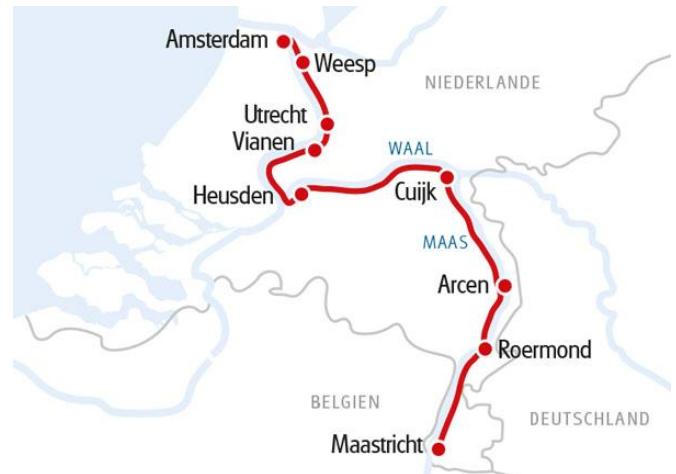 Amsterdam
Weesp
NIEDERLANDE
Utrecht
Vianen
WAAL
Heusden
Cuijk
MAAS
Arcen
Roermond
BELGIEN
DEUTSCHLAND
Maastricht